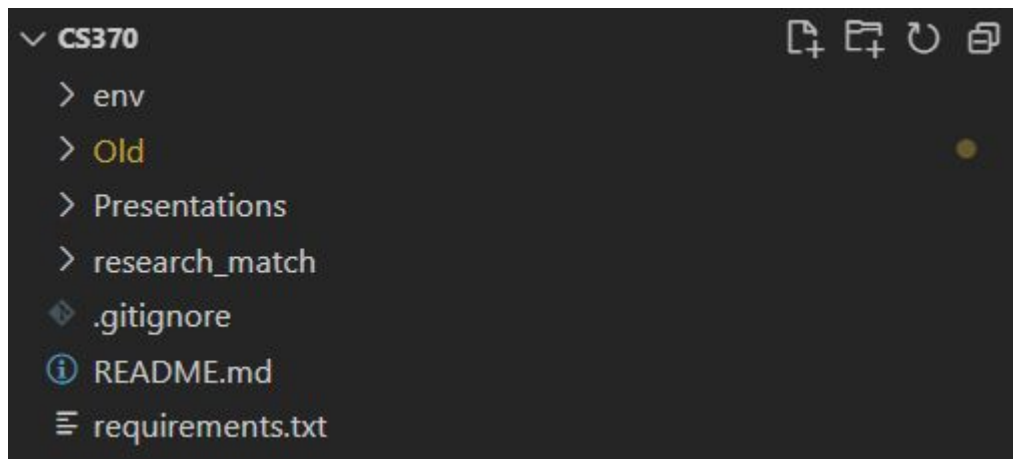 CS370
env
Old
Presentations
research_match
.gitignore
README.md
requirements.txt